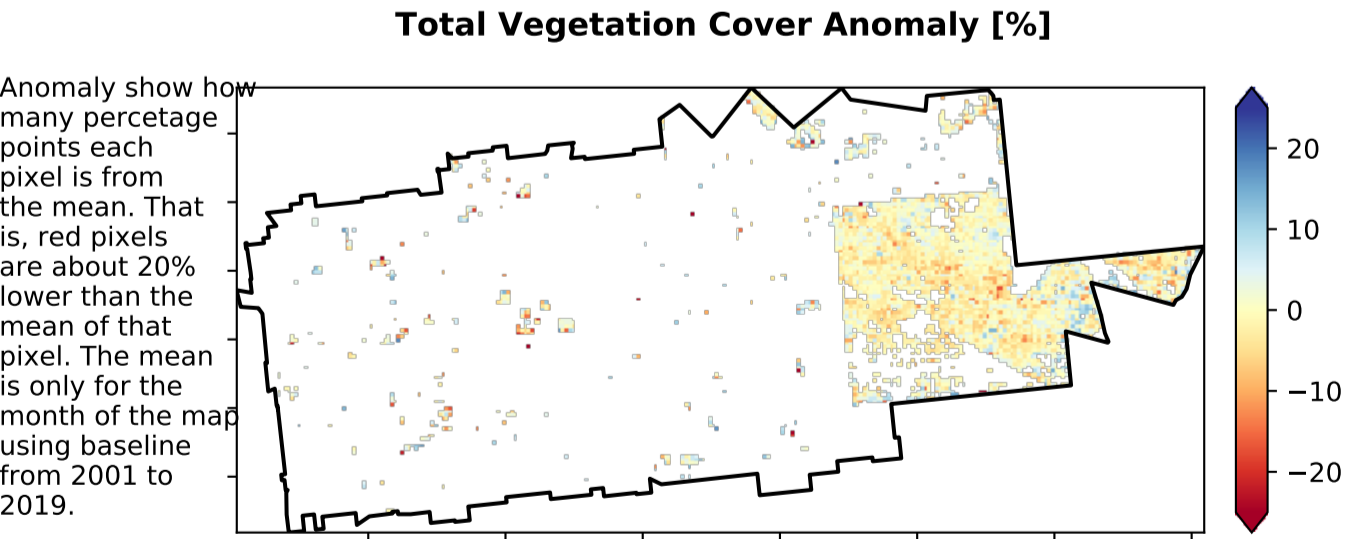 Total Vegetation Cover Anomaly [%]
Anomaly show how
many percetage
points each
pixel is from
the mean. That
is, red pixels
are about 20%
lower than the
mean of that
pixel. The mean
is only for the
month of the map
using baseline
from 2001 to
2019.
20
10
0
−10
−20